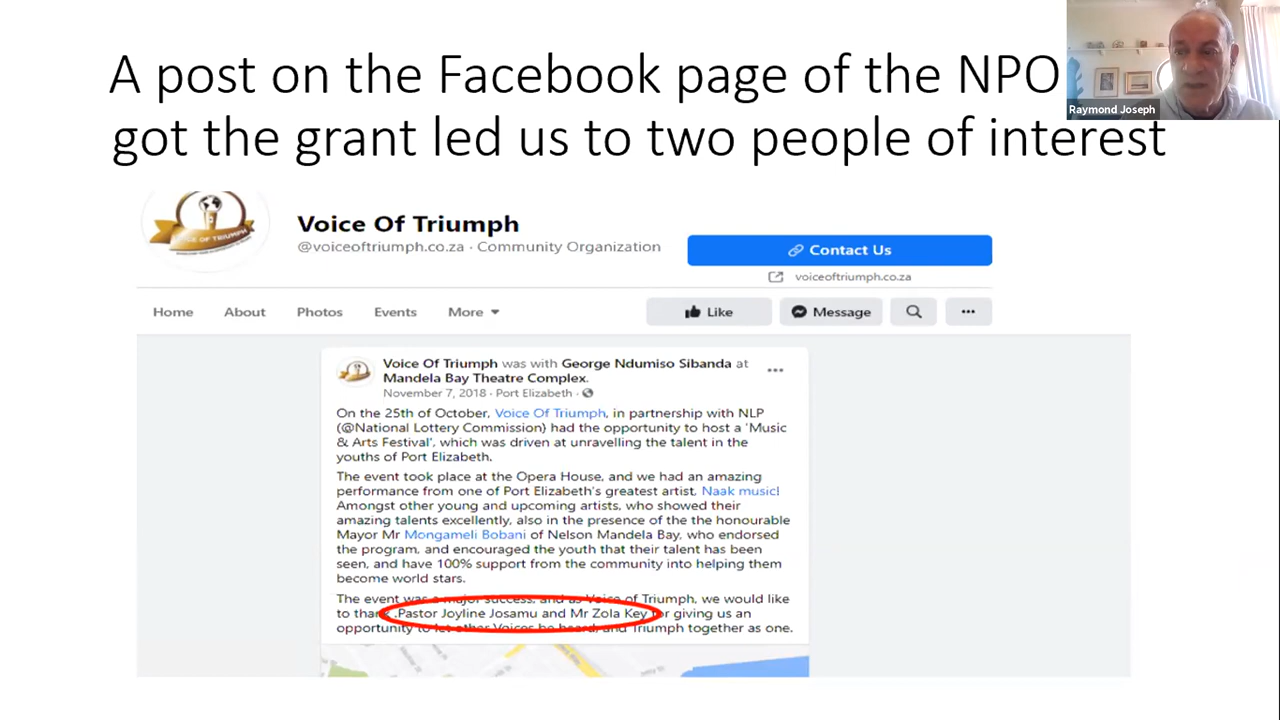 A post on the Facebook page of the NPO
got the grant led us to two people of interest
Raymond Joseph
VOICE OF TRIUMPH
Voice Of Triumph
@voiceoftriumph.co.za · Community Organization
Contact Us
voiceoftriumph.co.za
Home About Photos Events More
Like Message
Voice Of Triumph was with George Ndumiso Sibanda at
Mandela Bay Theatre Complex.
November 7, 2018 · Port Elizabeth ·
On the 25th of October, Voice Of Triumph, in partnership with NLP
(@National Lottery Commission) had the opportunity to host a 'Music
& Arts Festival', which was driven at unravelling the talent in the
youths of Port Elizabeth.
The event took place at the Opera House, and we had an amazing
performance from one of Port Elizabeth's greatest artist, Naak music!
Amongst other young and upcoming artists, who showed their
amazing talents excellently, also in the presence of the the honourable
Mayor Mr Mongameli Bobani of Nelson Mandela Bay, who endorsed
the program, and encouraged the youth that their talent has been
seen, and have 100% support from the community into helping them
become world stars.
The event was a major success, and as Voice of Triumph, we would like
to thank .Pastor Joyline Josamu and Mr Zola Key for giving us an
opportunity to let other Voices be heard, and Triumph together as one.